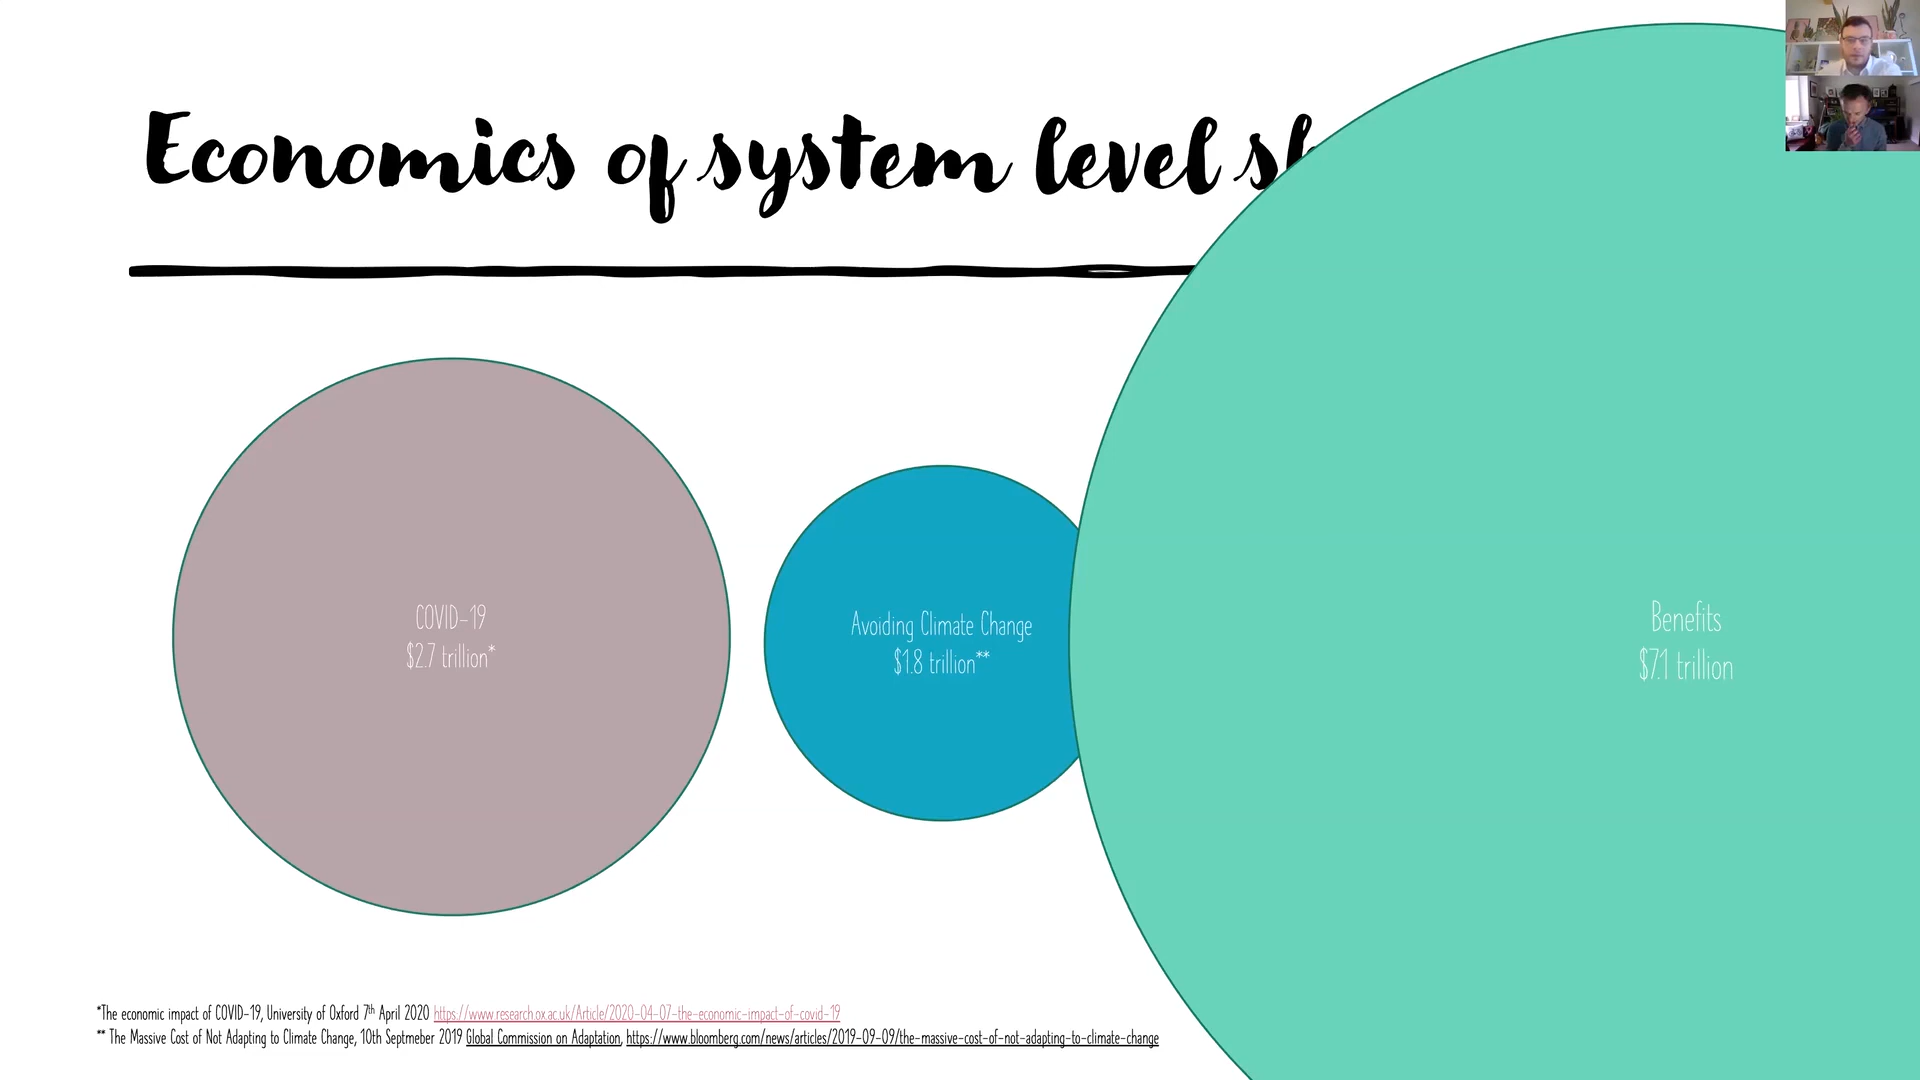 Economics of system level sh
COVID-19
$2.7 trillion*
Avoiding Climate Change
$1.8 trillion**
Benefits
$7.1 trillion
*The economic impact of COVID-19, University of Oxford 7th April 2020 https://www.research.ox.ac.uk/Article/2020-04-07-the-economic-impact-of-covid-19
** The Massive Cost of Not Adapting to Climate Change, 10th Septmeber 2019 Global Commission on Adaptation, https://www.bloomberg.com/news/articles/2019-09-09/the-massive-cost-of-not-adapting-to-climate-change